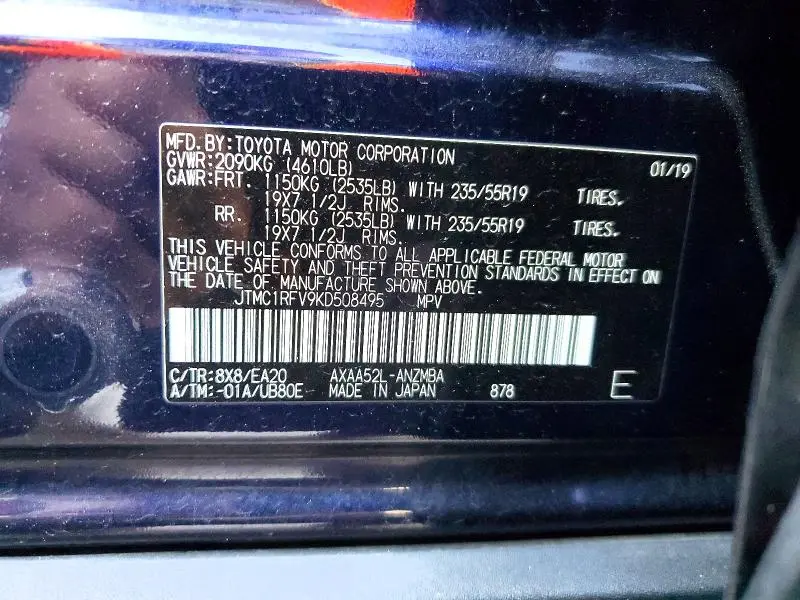 MFD.BY:TOYOTA MOTOR CORPORATION 01/19
GVWR:2090KG (4610LB)
GAWR:FRT. 1150KG (2535LB) WITH 235/55R19 TIRES.
19X7 1/2J RIMS.
RR. 1150KG (2535LB) WITH 235/55R19 TIRES.
19X7 1/2J RIMS.
THIS VEHICLE CONFORMS TO ALL APPLICABLE FEDERAL MOTOR
VEHICLE SAFETY AND THEFT PREVENTION STANDARDS IN EFFECT ON
THE DATE OF MANUFACTURE SHOWN ABOVE.
JTMC1RFV9KD508495 MPV
C/TR:8X8/EA20 AXAA52L-ANZMBA
A/TM:-01A/UB80E MADE IN JAPAN 878 E